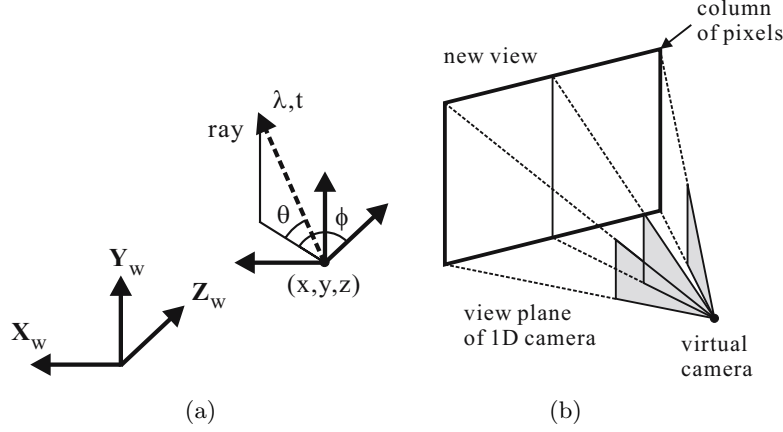 column
of pixels
new view
λ,t
ray
θ
ϕ
(x,y,z)
Y_w
Z_w
X_w
view plane
of 1D camera
virtual
camera
(a)
(b)